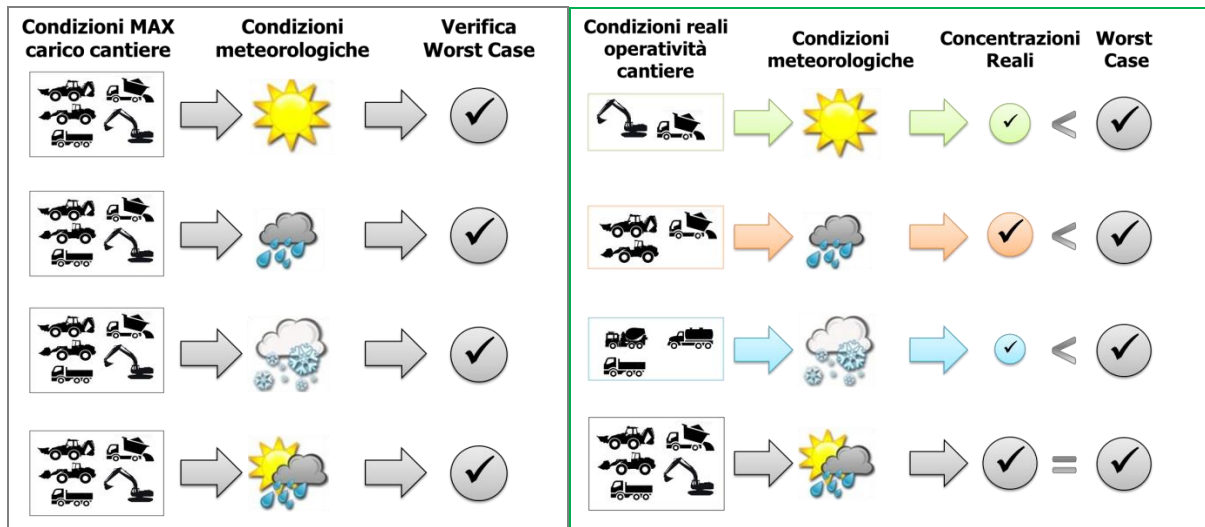 Condizioni MAX
carico cantiere
Condizioni
meteorologiche
Verifica
Worst Case
Condizioni reali
operatività
cantiere
Condizioni
meteorologiche
Concentrazioni
Reali
Worst
Case
<
<
<
=